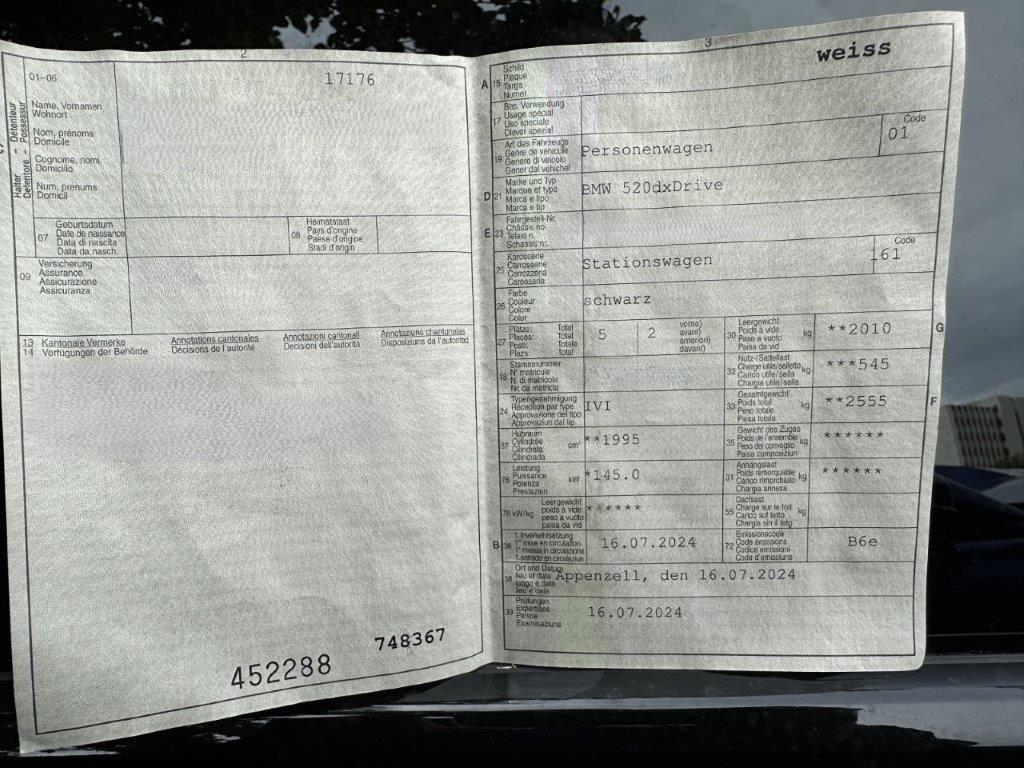 2
01-06
17176
Halter - Détenteur
Detentore - Possessur
Name, Vornamen
Wohnort
Nom, prénoms
Domicile
Cognome, nomi
Domicilio
Num, prenums
Domicil
07
Geburtsdatum
Date de naissance
Data di nascita
Data da nasch.
08
Heimatstaat
Pays d'origine
Paese d'origine
Stadi d'origin
09
Versicherung
Assurance
Assicurazione
Assicuranza
13 Kantonale Vermerke
14 Verfügungen der Behörde
Annotations cantonales
Décisions de l'autorité
Annotazioni cantonali
Decisioni dell'autorità
Annotaziuns chantunalas
Disposiziuns da l'autoritad
452288
748367
3
weiss
A 15
Schild
Plaque
Targa
Numer
17
Bes. Verwendung
Usage spécial
Uso speciale
Diever spezial
19
Art des Fahrzeugs
Genre de véhicule
Genere di veicolo
Gener dal vehichel
Personenwagen
Code
01
D 21
Marke und Typ
Marque et type
Marca e tipo
Marca e tip
BMW 520dxDrive
E 23
Fahrgestell-Nr.
Châssis no
Telaio n.
Schassis nr.
25
Karosserie
Carrosserie
Carrozzeria
Carossaria
Stationswagen
Code
161
26
Farbe
Couleur
Colore
Colur
schwarz
27
Plätze: Total
Places: Total
Posti: Totale
Plazs: Total
5
2
vorne)
avant)
anteriori)
davant)
30
Leergewicht
Poids à vide
Peso a vuoto
Paisa da vid
kg
**2010
G
18
Stammnummer
N° matricule
N. di matricola
Nr. da matricla
32
Nutz-/Sattellast
Charge utile/sellette
Carico utile/sella
Chargia utila/sella
kg
***545
24
Typengenehmigung
Réception par type
Approvazione del tipo
Approvaziun dal tip
IVI
33
Gesamtgewicht
Poids total
Peso totale
Paisa totala
kg
**2555
F
37
Hubraum
Cylindrée
Cilindrata
Cilindrada
cm³
**1995
35
Gewicht des Zuges
Poids de l'ensemble
Peso del convoglio
Paisa cumposiziun
kg
******
76
Leistung
Puissance
Potenza
Prestaziun
kW
*145.0
31
Anhängelast
Poids remorquable
Carico rimorchiato
Chargia annexa
kg
******
78 kW/kg
Leergewicht
poids à vide
peso a vuoto
paisa da vid
******
55
Dachlast
Charge sur le toit
Carico sul tetto
Chargia sin il tetg
kg
B 36
1. Inverkehrsetzung
1re mise en circulation
1a messa in circolazione
1. entrada en circulaziun
16.07.2024
72
Emissionscode
Code émissions
Codice emissioni
Code d'emissiuns
B6e
38
Ort und Datum
lieu et date
luogo e data
lieu e data
Appenzell, den 16.07.2024
39
Prüfungen
Expertises
Perizie
Examinaziuns
16.07.2024